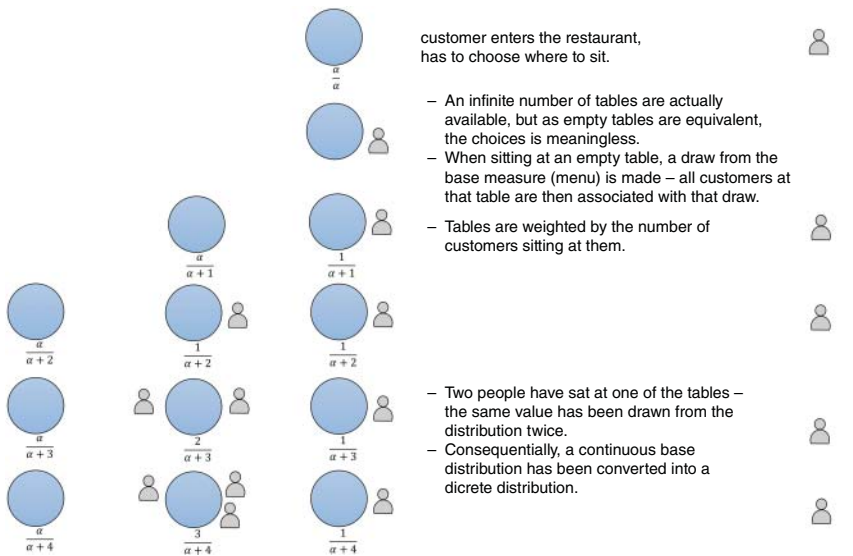 customer enters the restaurant,
has to choose where to sit.
α/α
– An infinite number of tables are actually
available, but as empty tables are equivalent,
the choices is meaningless.
– When sitting at an empty table, a draw from the
base measure (menu) is made – all customers at
that table are then associated with that draw.
– Tables are weighted by the number of
customers sitting at them.
α/(α + 1) 1/(α + 1)
α/(α + 2) 1/(α + 2) 1/(α + 2)
– Two people have sat at one of the tables –
the same value has been drawn from the
distribution twice.
– Consequentially, a continuous base
distribution has been converted into a
dicrete distribution.
α/(α + 3) 2/(α + 3) 1/(α + 3)
α/(α + 4) 3/(α + 4) 1/(α + 4)